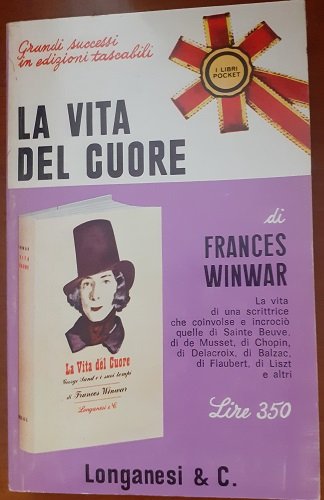 Grandi successi
in edizioni tascabili
I LIBRI
POCKET
LA VITA
DEL CUORE
di
FRANCES
WINWAR
La vita
di una scrittrice
che coinvolse e incrociò
quelle di Sainte Beuve,
di de Musset, di Chopin,
di Delacroix, di Balzac,
di Flaubert, di Liszt
e altri
Lire 350
La Vita del Cuore
George Sand e i suoi tempi
di Frances Winwar
Longanesi & C.
Longanesi & C.